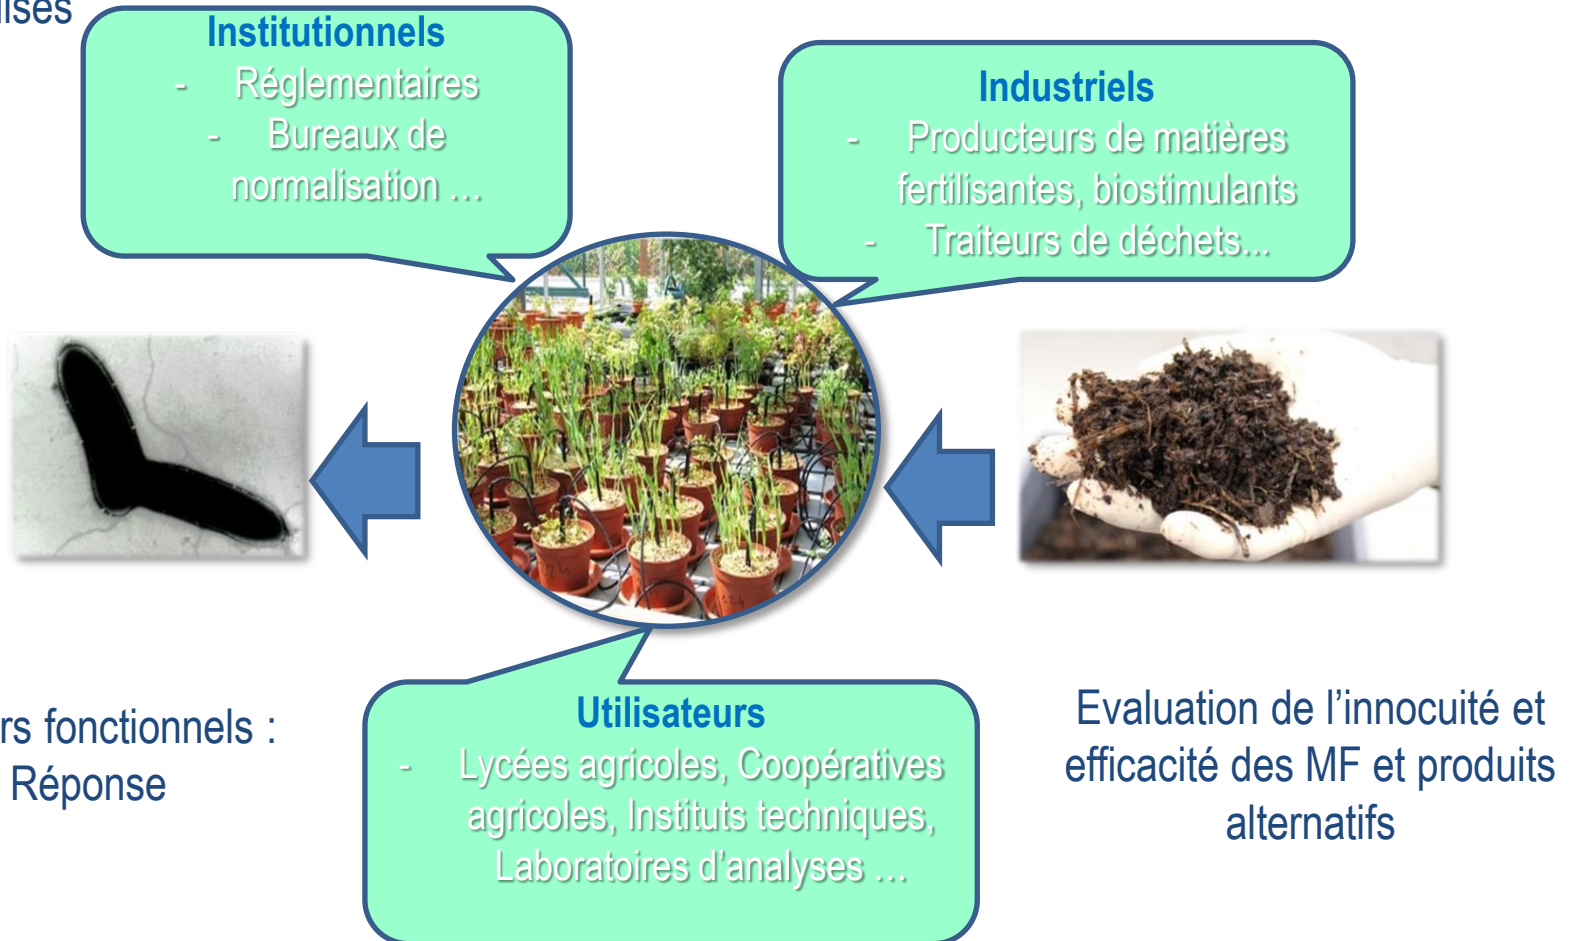 Institutionnels
- Réglementaires
- Bureaux de
normalisation …
Industriels
- Producteurs de matières
fertilisantes, biostimulants
- Traiteurs de déchets...
fonctionnels :
Réponse
Utilisateurs
- Lycées agricoles, Coopératives
agricoles, Instituts techniques,
Laboratoires d’analyses …
Evaluation de l’innocuité et
efficacité des MF et produits
alternatifs